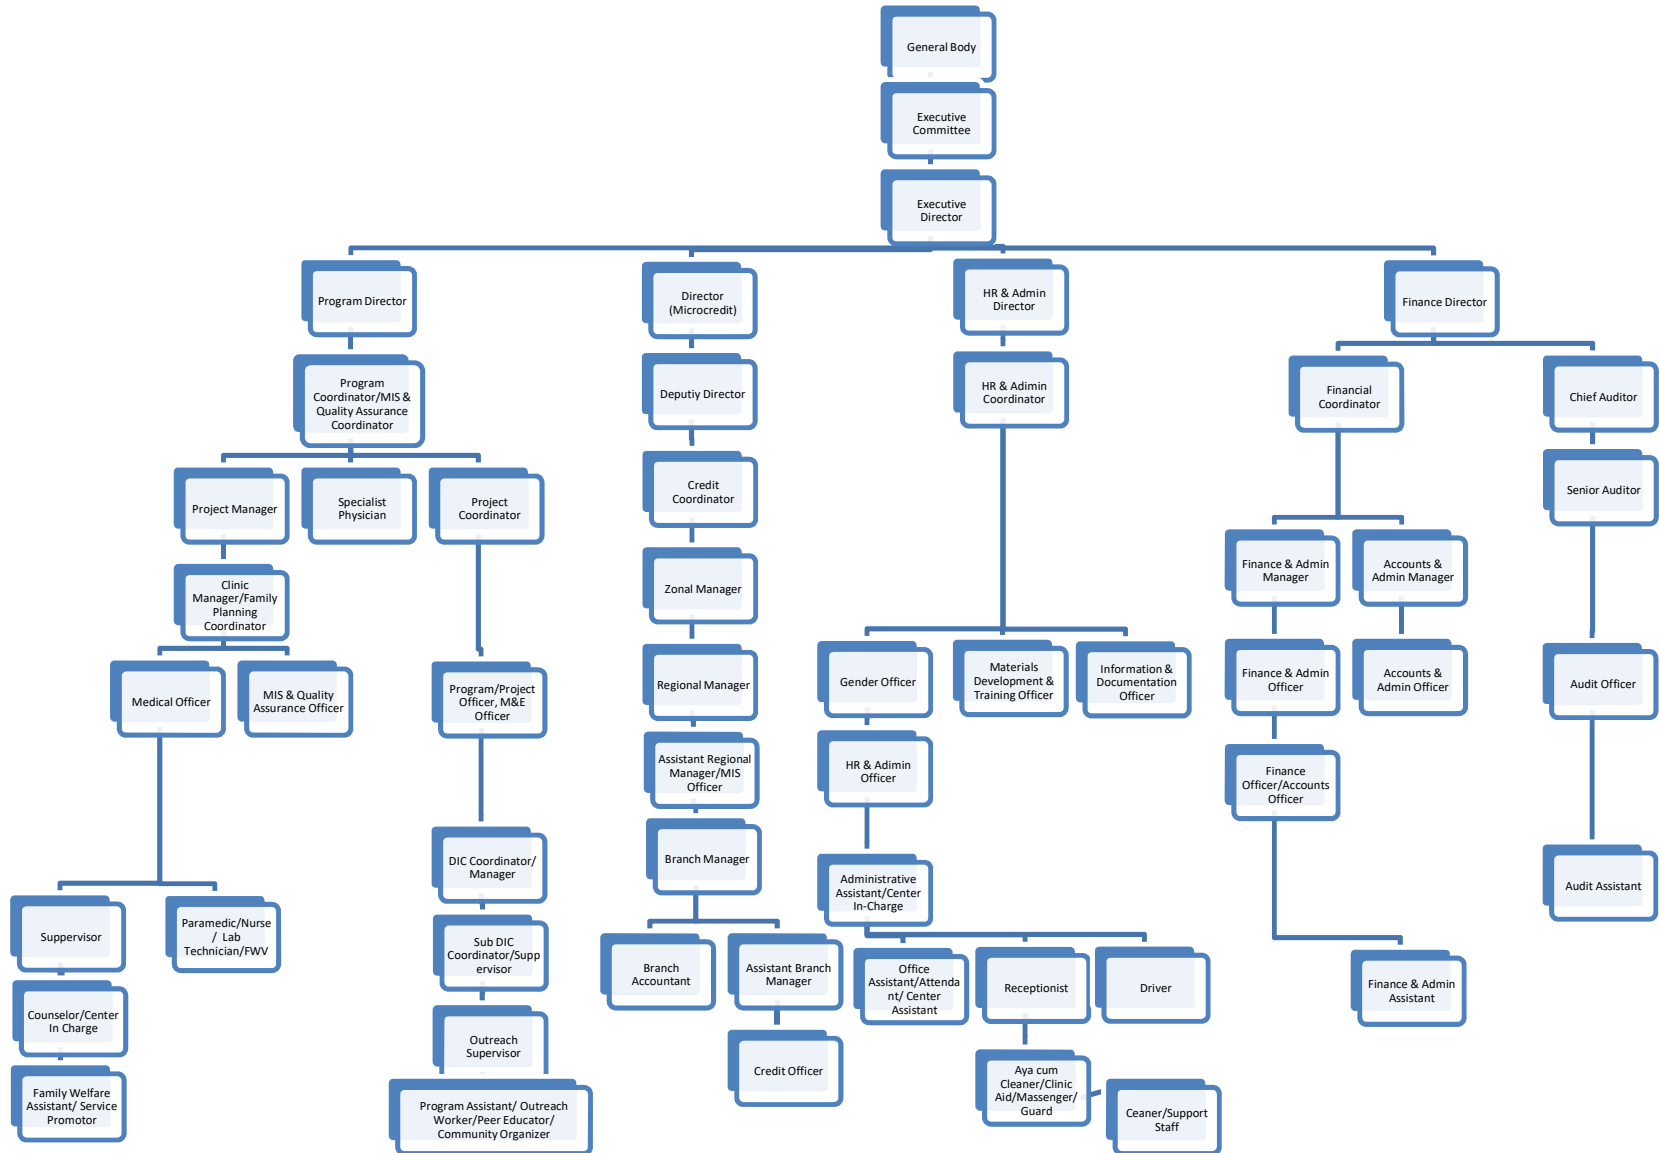 General Body
Executive
Committee
Executive
Director
Program Director
Director
(Microcredit)
HR & Admin
Director
Finance Director
Program
Coordinator/MIS &
Quality Assurance
Coordinator
Deputiy Director
HR & Adimin
Coordinator
Financial
Coordinator
Chief Auditor
Project Manager
Specialist
Physician
Project
Coordinator
Credit
Coordinator
Senior Auditor
Clinic
Manager/Family
Planning
Coordinator
Zonal Manager
Finance & Admin
Manager
Accounts &
Admin Manager
Medical Officer
MIS & Quality
Assurance Officer
Program/Project
Officer, M&E
Officer
Regional Manager
Gender Officer
Materials
Development &
Training Officer
Information &
Documentation
Officer
Finance & Admin
Officer
Accounts &
Admin Officer
Audit Officer
Assistant Regional
Manager/MIS
Officer
HR & Adimin
Officer
Finance
Officer/Accounts
Officer
DIC Coordinator/
Manager
Branch Manager
Administrative
Assistant/Center
In-Charge
Audit Assistant
Suppervisor
Paramedic/Nurse
/ Lab
Technician/FWV
Sub DIC
Coordinator/Supp
ervisor
Branch
Accountant
Assistant Branch
Manager
Office
Assistant/Attenda
nt/ Center
Assistant
Receptionist
Driver
Finance & Admin
Assistant
Counselor/Center
In Charge
Outreach
Supervisor
Credit Officer
Aya cum
Cleaner/Clinic
Aid/Massenger/
Guard
Family Welfare
Assistant/ Service
Promotor
Program Assistant/ Outreach
Worker/Peer Educator/
Community Organizer
Ceaner/Support
Staff